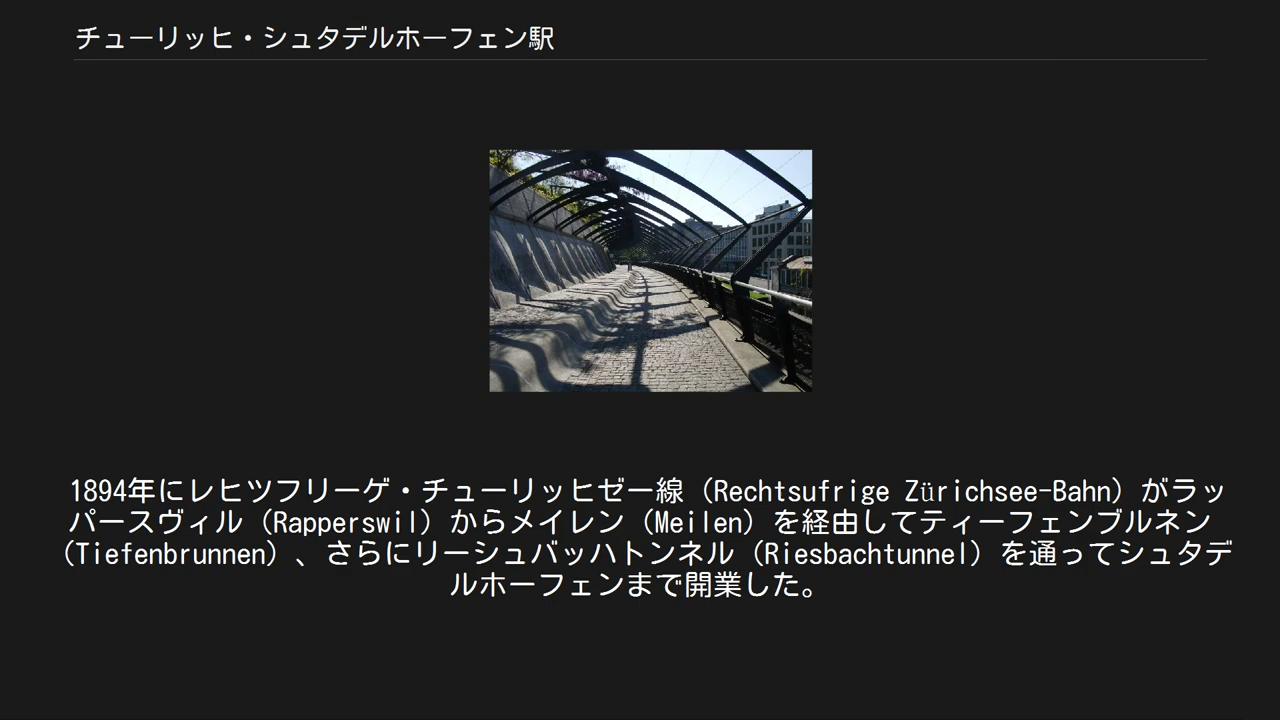 チューリッヒ・シュタデルホーフェン駅
1894年にレヒツフリーゲ・チューリッヒゼー線（Rechtsufrige Zürichsee-Bahn）がラッ
パースヴィル（Rapperswil）からメイレン（Meilen）を経由してティーフェンブルネン
（Tiefenbrunnen）、さらにリーシュバッハトンネル（Riesbachtunnel）を通ってシュタデ
ルホーフェンまで開業した。